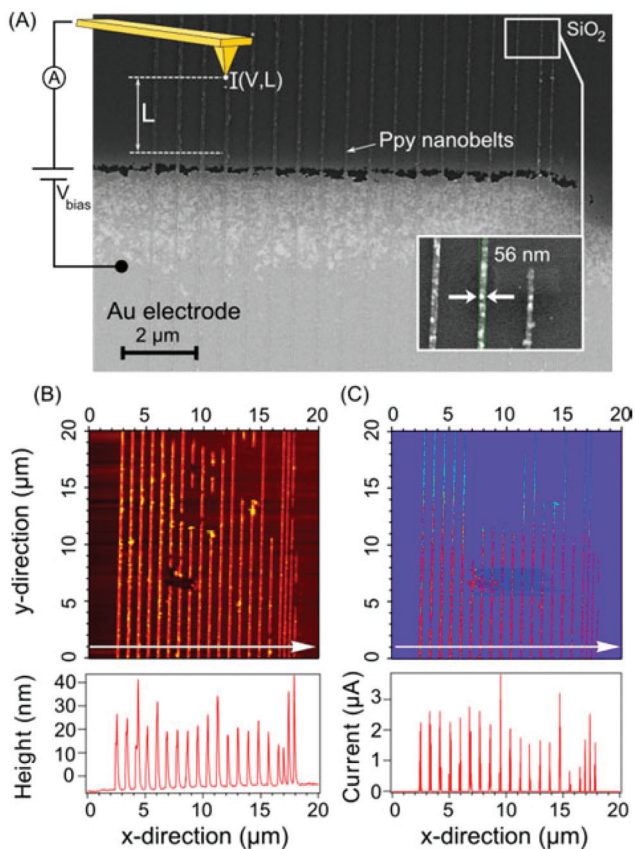 (A)
SiO2
I(V,L)
A
L
Ppy nanobelts
Vbias
56 nm
Au electrode
2 µm
(B)
0 5 10 15 20
20
15
10
5
0
y-direction (µm)
(C)
0 5 10 15 20
20
15
10
5
0
40
30
20
10
0
Height (nm)
0 5 10 15 20
x-direction (µm)
3
2
1
0
Current (µA)
0 5 10 15 20
x-direction (µm)